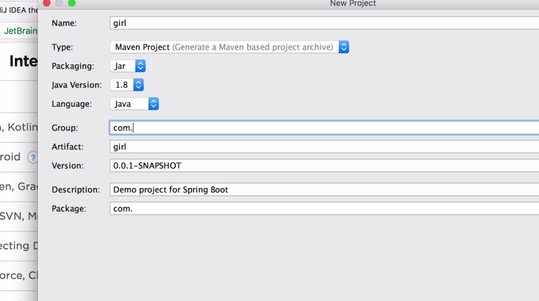 New Project
Name: girl
Type: Maven Project (Generate a Maven based project archive)
Packaging: Jar
Java Version: 1.8
Language: Java
Group: com.
Artifact: girl
Version: 0.0.1-SNAPSHOT
Description: Demo project for Spring Boot
Package: com.
iJ IDEA the
JetBrain
Inte
, Kotlin
roid ?
en, Grad
SVN, M
ecting D
orce, Cl